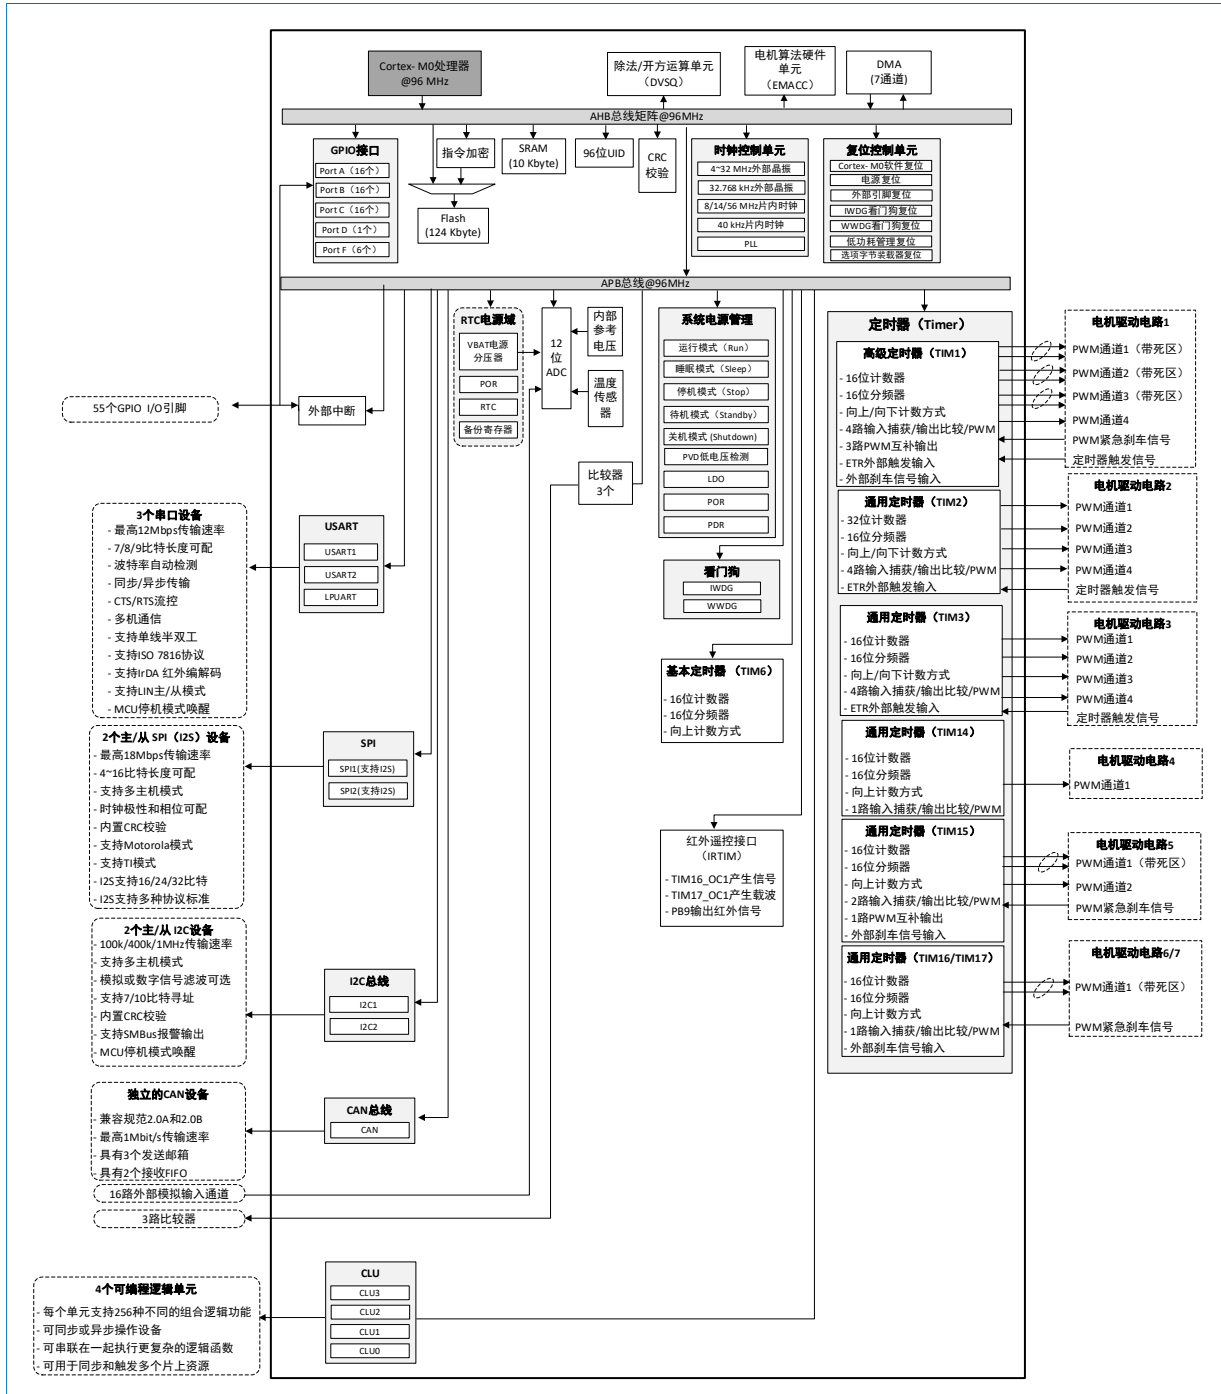 Cortex- M0处理器
@96 MHz
除法/开方运算单元
（DVSQ）
电机算法硬件
单元
（EMACC）
DMA
(7通道)
AHB总线矩阵@96MHz
GPIO接口
Port A（16个）
Port B（16个）
Port C（16个）
Port D（1个）
Port F（6个）
指令加密
Flash
(124 Kbyte)
SRAM
(10 Kbyte)
96位UID
CRC
校验
时钟控制单元
4~32 MHz外部晶振
32.768 kHz外部晶振
8/14/56 MHz片内时钟
40 kHz片内时钟
PLL
复位控制单元
Cortex- M0软件复位
电源复位
外部引脚复位
IWDG看门狗复位
WWDG看门狗复位
低功耗管理复位
选项字节装载器复位
APB总线@96MHz
55个GPIO I/O引脚
外部中断
RTC电源域
VBAT电源
分压器
POR
RTC
备份寄存器
12
位
ADC
内部
参考
电压
温度
传感器
比较器
3个
系统电源管理
运行模式（Run）
睡眠模式（Sleep）
停机模式（Stop）
待机模式（Standby）
关机模式 (Shutdown)
PVD低电压检测
LDO
POR
PDR
看门狗
IWDG
WWDG
基本定时器 （TIM6）
- 16位计数器
- 16位分频器
- 向上计数方式
红外遥控接口
（IRTIM）
- TIM16_OC1产生信号
- TIM17_OC1产生载波
- PB9输出红外信号
定时器（Timer）
高级定时器（TIM1）
- 16位计数器
- 16位分频器
- 向上/向下计数方式
- 4路输入捕获/输出比较/PWM
- 3路PWM互补输出
- ETR外部触发输入
- 外部刹车信号输入
通用定时器（TIM2）
- 32位计数器
- 16位分频器
- 向上/向下计数方式
- 4路输入捕获/输出比较/PWM
- ETR外部触发输入
通用定时器（TIM3）
- 16位计数器
- 16位分频器
- 向上/向下计数方式
- 4路输入捕获/输出比较/PWM
- ETR外部触发输入
通用定时器（TIM14）
- 16位计数器
- 16位分频器
- 向上计数方式
- 1路输入捕获/输出比较/PWM
通用定时器（TIM15）
- 16位计数器
- 16位分频器
- 向上计数方式
- 2路输入捕获/输出比较/PWM
- 1路PWM互补输出
- 外部刹车信号输入
通用定时器（TIM16/TIM17）
- 16位计数器
- 16位分频器
- 向上计数方式
- 1路输入捕获/输出比较/PWM
- 外部刹车信号输入
电机驱动电路1
PWM通道1（带死区）
PWM通道2（带死区）
PWM通道3（带死区）
PWM通道4
PWM紧急刹车信号
定时器触发信号
电机驱动电路2
PWM通道1
PWM通道2
PWM通道3
PWM通道4
定时器触发信号
电机驱动电路3
PWM通道1
PWM通道2
PWM通道3
PWM通道4
定时器触发信号
电机驱动电路4
PWM通道1
电机驱动电路5
PWM通道1（带死区）
PWM通道2
PWM紧急刹车信号
电机驱动电路6/7
PWM通道1（带死区）
PWM紧急刹车信号
3个串口设备
- 最高12Mbps传输速率
- 7/8/9比特长度可配
- 波特率自动检测
- 同步/异步传输
- CTS/RTS流控
- 多机通信
- 支持单线半双工
- 支持ISO 7816协议
- 支持IrDA 红外编解码
- 支持LIN主/从模式
- MCU停机模式唤醒
USART
USART1
USART2
LPUART
2个主/从 SPI（I2S）设备
- 最高18Mbps传输速率
- 4~16比特长度可配
- 支持多主机模式
- 时钟极性和相位可配
- 内置CRC校验
- 支持Motorola模式
- 支持TI模式
- I2S支持16/24/32比特
- I2S支持多种协议标准
SPI
SPI1(支持I2S)
SPI2(支持I2S)
2个主/从 I2C设备
- 100k/400k/1MHz传输速率
- 支持多主机模式
- 模拟或数字信号滤波可选
- 支持7/10比特寻址
- 内置CRC校验
- 支持SMBus报警输出
- MCU停机模式唤醒
I2C总线
I2C1
I2C2
独立的CAN设备
- 兼容规范2.0A和2.0B
- 最高1Mbit/s传输速率
- 具有3个发送邮箱
- 具有2个接收FIFO
CAN总线
CAN
16路外部模拟输入通道
3路比较器
4个可编程逻辑单元
- 每个单元支持256种不同的组合逻辑功能
- 可同步或异步操作设备
- 可串联在一起执行更复杂的逻辑函数
- 可用于同步和触发多个片上资源
CLU
CLU3
CLU2
CLU1
CLU0